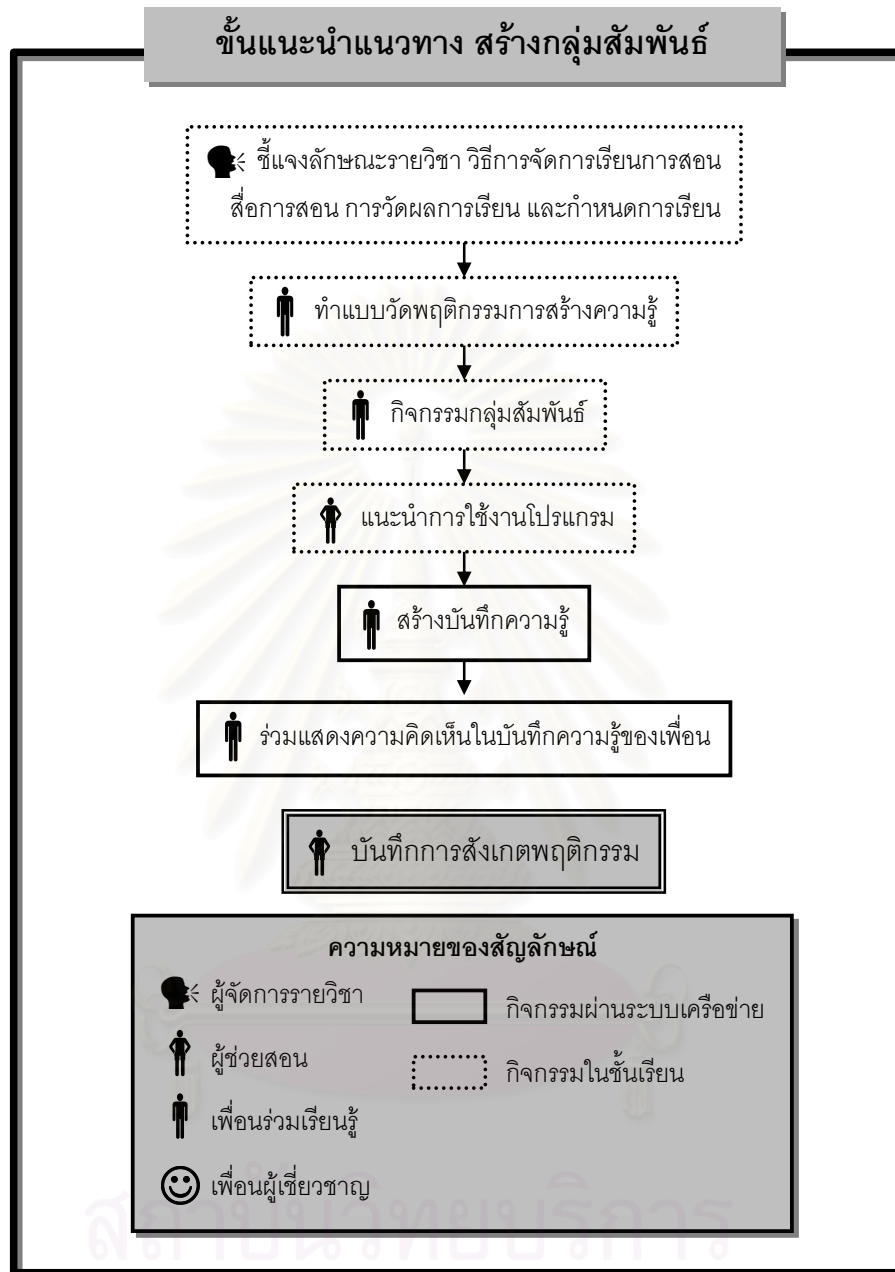 ขั้นแนะนำแนวทาง สร้างกลุ่มสัมพันธ์
ชี้แจงลักษณะรายวิชา วิธีการจัดการเรียนการสอน
สื่อการสอน การวัดผลการเรียน และกำหนดการเรียน
ทำแบบวัดพฤติกรรมการสร้างความรู้
กิจกรรมกลุ่มสัมพันธ์
แนะนำการใช้งานโปรแกรม
สร้างบันทึกความรู้
ร่วมแสดงความคิดเห็นในบันทึกความรู้ของเพื่อน
บันทึกการสังเกตพฤติกรรม
ความหมายของสัญลักษณ์
ผู้จัดการรายวิชา
กิจกรรมผ่านระบบเครือข่าย
ผู้ช่วยสอน
กิจกรรมในชั้นเรียน
เพื่อนร่วมเรียนรู้
เพื่อนผู้เชี่ยวชาญ
สถาบันวิทยบริการ